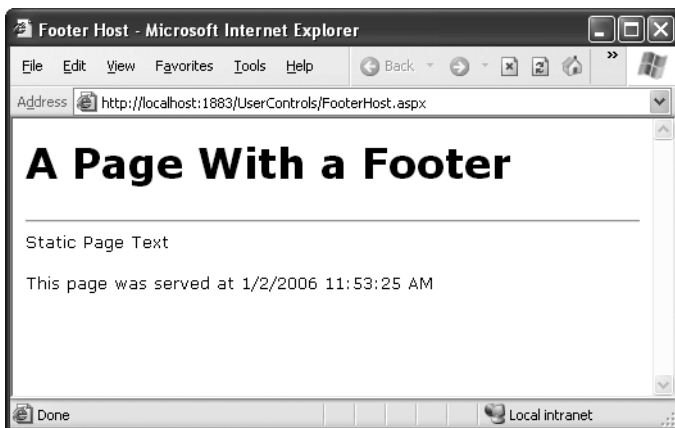 Footer Host - Microsoft Internet Explorer
File Edit View Favorites Tools Help Back »
Address http://localhost:1883/UserControls/FooterHost.aspx
A Page With a Footer
Static Page Text
This page was served at 1/2/2006 11:53:25 AM
Done Local intranet